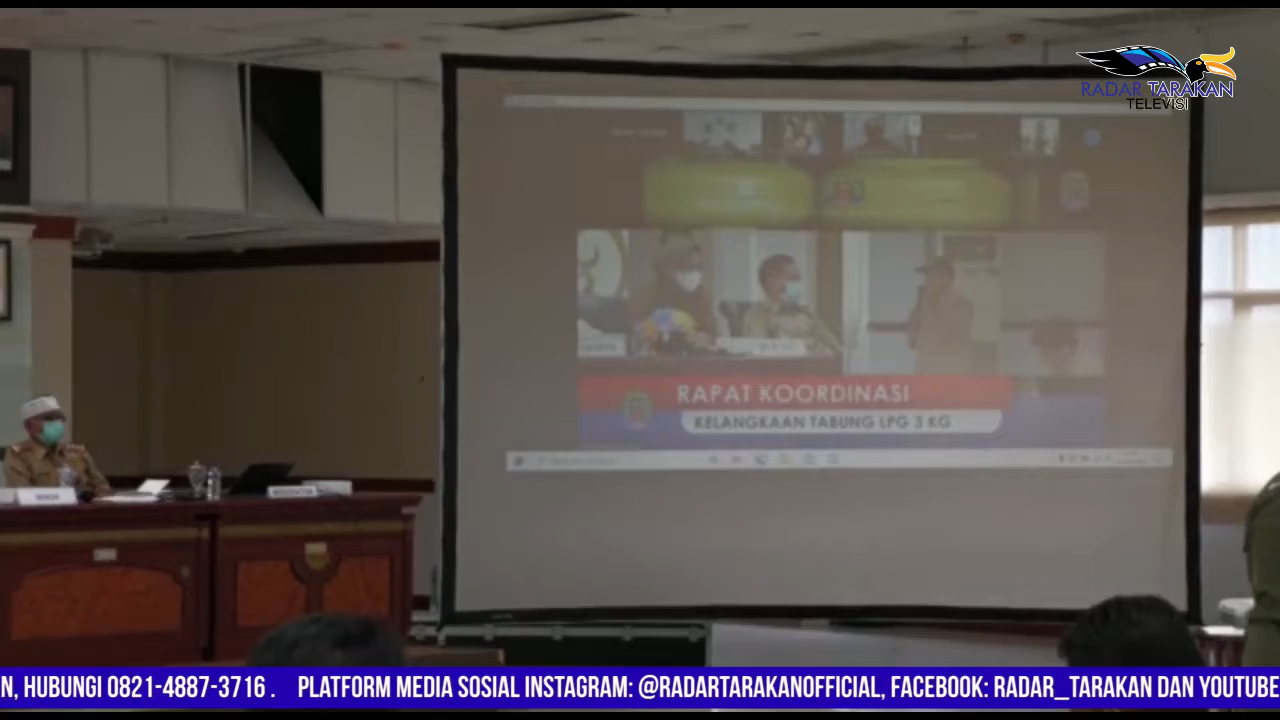 RADAR TARAKAN
TELEVISI
RAPAT KOORDINASI
KELANGKAAN TABUNG LPG 3 KG
N, HUBUNGI 0821-4887-3716 . PLATFORM MEDIA SOSIAL INSTAGRAM: @RADARTARAKANOFFICIAL, FACEBOOK: RADAR_TARAKAN DAN YOUTUBE